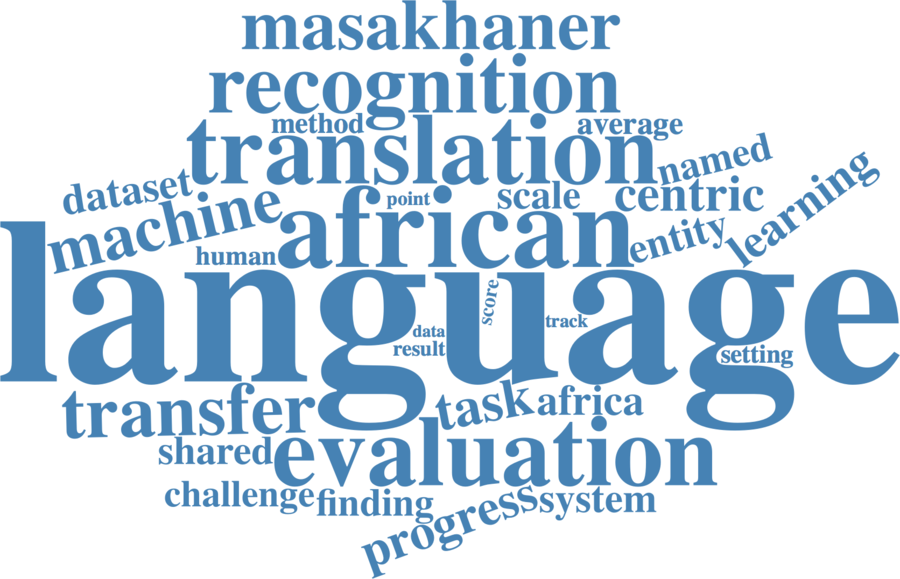 masakhaner
recognition
method average
translation named
dataset point scale centric learning
machine african entity
human
language
score
data track
result setting
transfer task africa
shared evaluation
challenge finding progress system